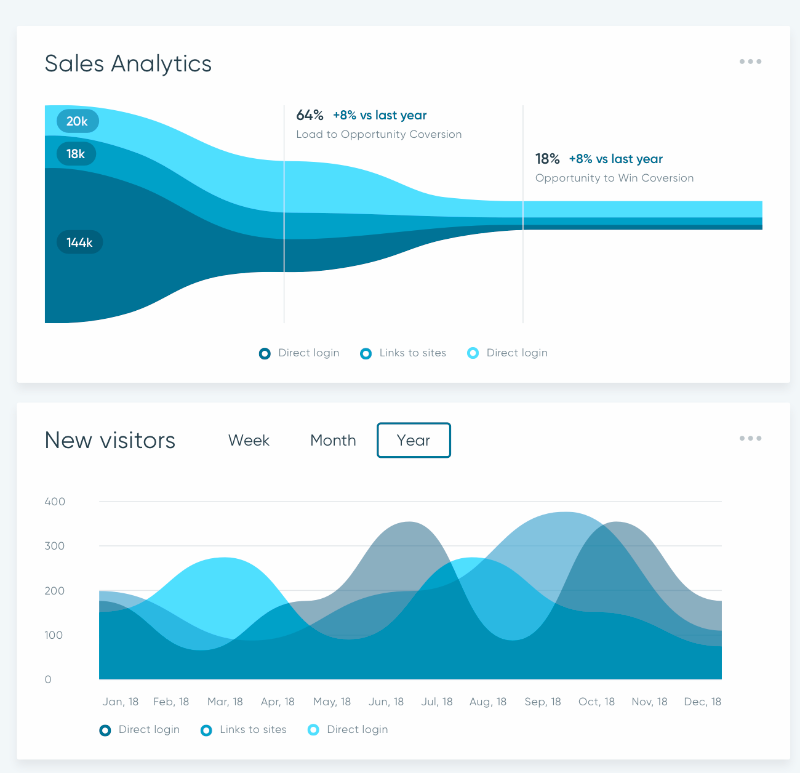 Sales Analytics
20k
18k
144k
64% +8% vs last year
Load to Opportunity Coversion
18% +8% vs last year
Opportunity to Win Coversion
Direct login Links to sites Direct login
New visitors Week Month Year
400
300
200
100
0
Jan, 18 Feb, 18 Mar, 18 Apr, 18 May, 18 Jun, 18 Jul, 18 Aug, 18 Sep, 18 Oct, 18 Nov, 18 Dec, 18
Direct login Links to sites Direct login